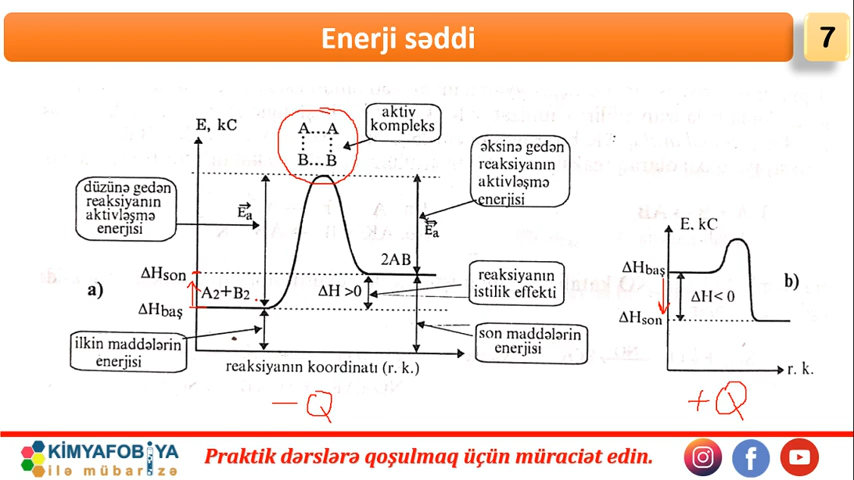 Enerji səddi
7
E, kC
A...A
B...B
aktiv
kompleks
düzünə gedən
reaksiyanın
aktivləşmə
enerjisi
Ea
əksinə gedən
reaksiyanın
aktivləşmə
enerjisi
Ea
2AB
ΔHson
a)
A2+B2
ΔH >0
reaksiyanın
istilik effekti
ΔHbaş
ilkin maddələrin
enerjisi
son maddələrin
enerjisi
reaksiyanın koordinatı (r. k.)
- Q
E. kC
ΔHbaş
b)
ΔH< 0
ΔHson
r. k.
+ Q
KİMYAFOBİYA
ilə mübarizə
Praktik dərslərə qoşulmaq üçün müraciət edin.